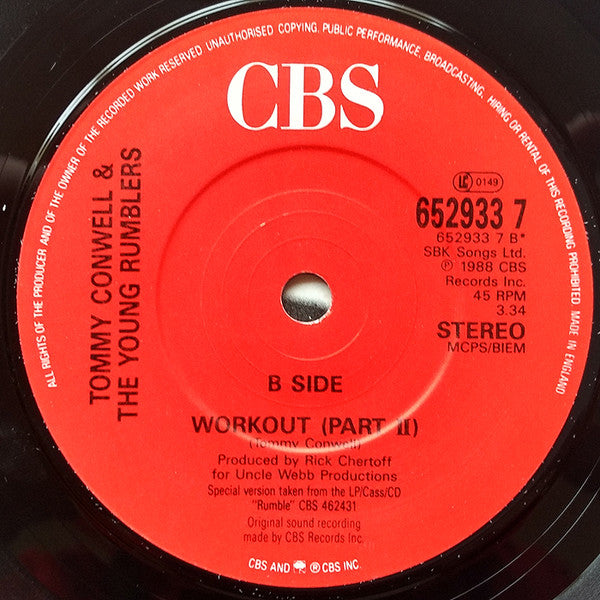 ALL RIGHTS OF THE PRODUCER AND OF THE OWNER OF THE RECORDED WORK RESERVED. UNAUTHORISED COPYING, PUBLIC PERFORMANCE, BROADCASTING, HIRING OR RENTAL OF THIS RECORDING PROHIBITED. MADE IN ENGLAND
CBS
TOMMY CONWELL &
THE YOUNG RUMBLERS
LC 0149
652933 7
652933 7 B*
SBK Songs Ltd.
℗ 1988 CBS
Records Inc.
45 RPM
3.34
STEREO
MCPS/BIEM
B SIDE
WORKOUT (PART II)
(Tommy Conwell)
Produced by Rick Chertoff
for Uncle Webb Productions
Special version taken from the LP/Cass/CD
"Rumble" CBS 462431
Original sound recording
made by CBS Records Inc.
CBS AND ® CBS INC.